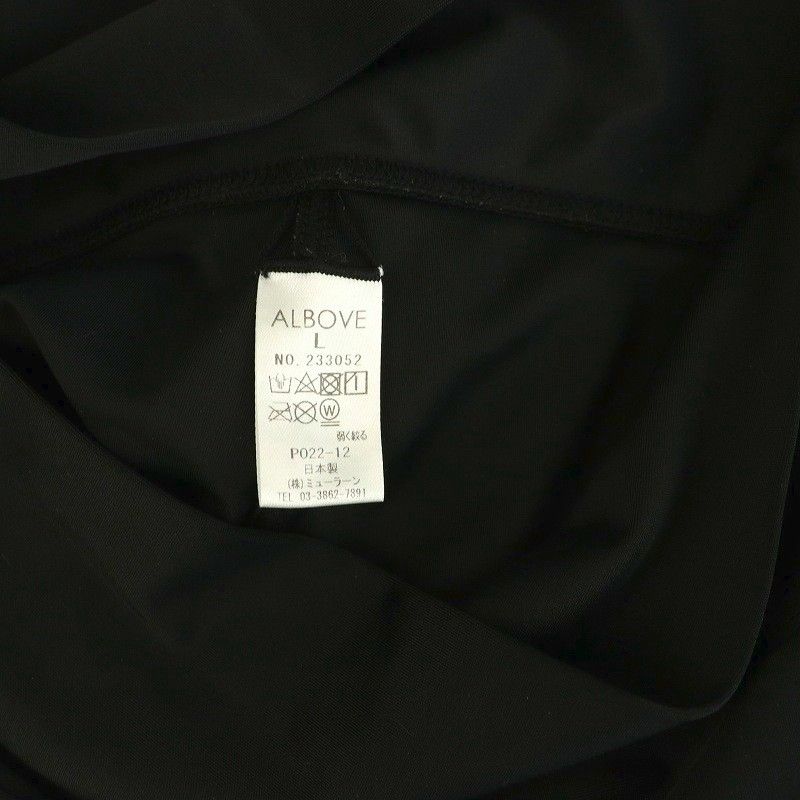 ALBOVE
L
NO. 233052
W
弱く絞る
P022-12
日本製
(株)ミューラーン
TEL 03-3862-7891